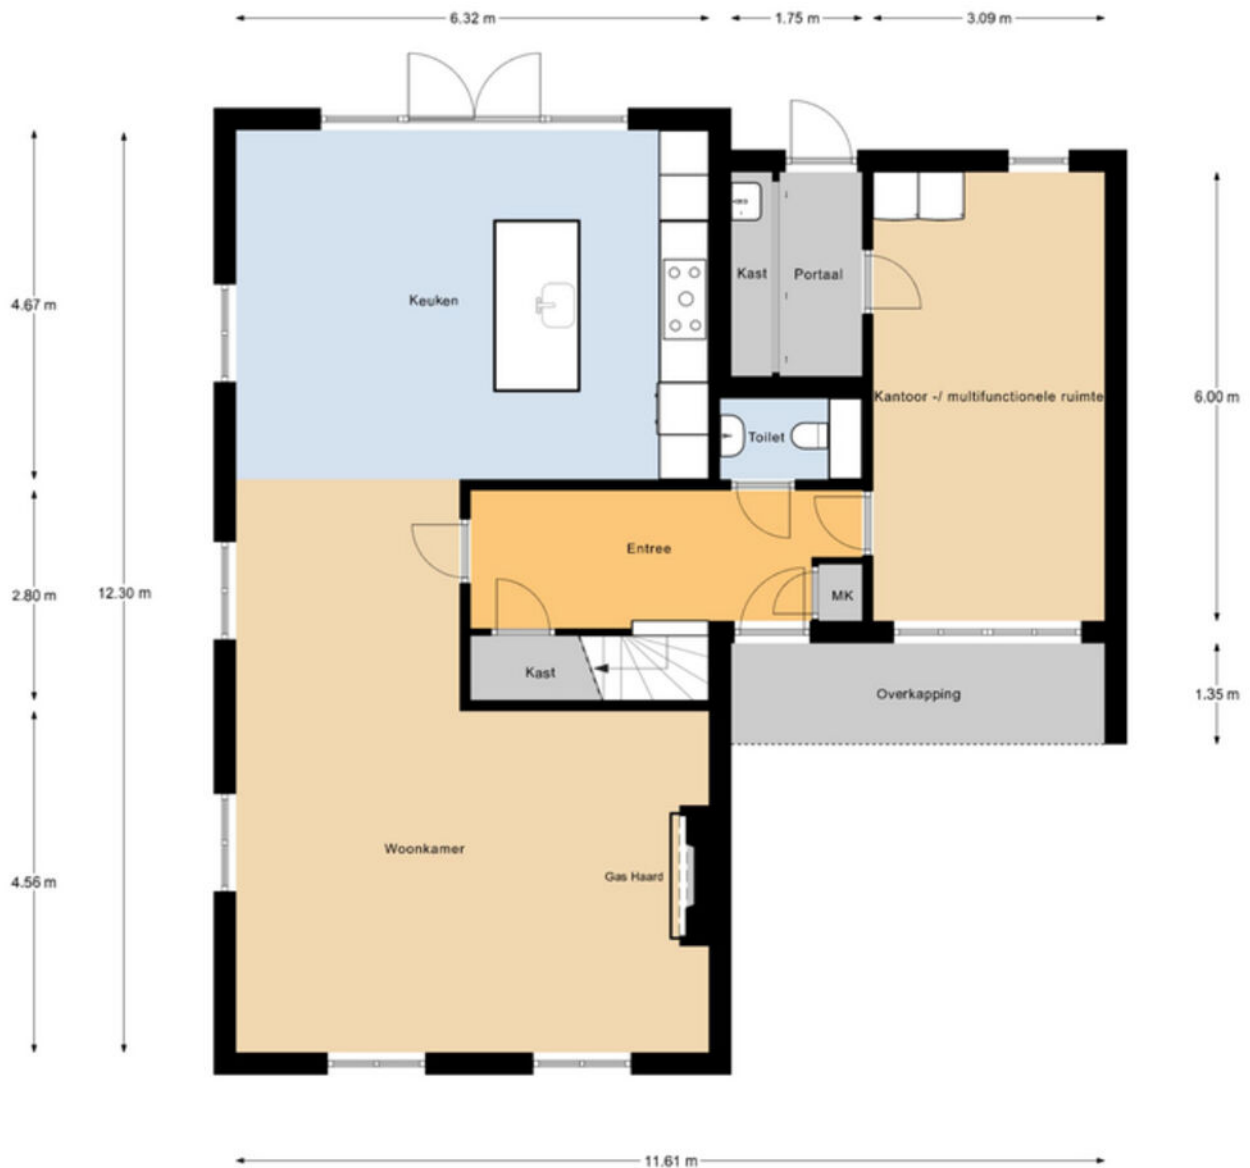 6.32 m
1.75 m
3.09 m
4.67 m
Keuken
Kast
Portaal
Kantoor -/ multifunctionele ruimte
6.00 m
Toilet
Entree
2.80 m
12.30 m
MK
Kast
Overkapping
1.35 m
Woonkamer
Gas Haard
4.56 m
11.61 m